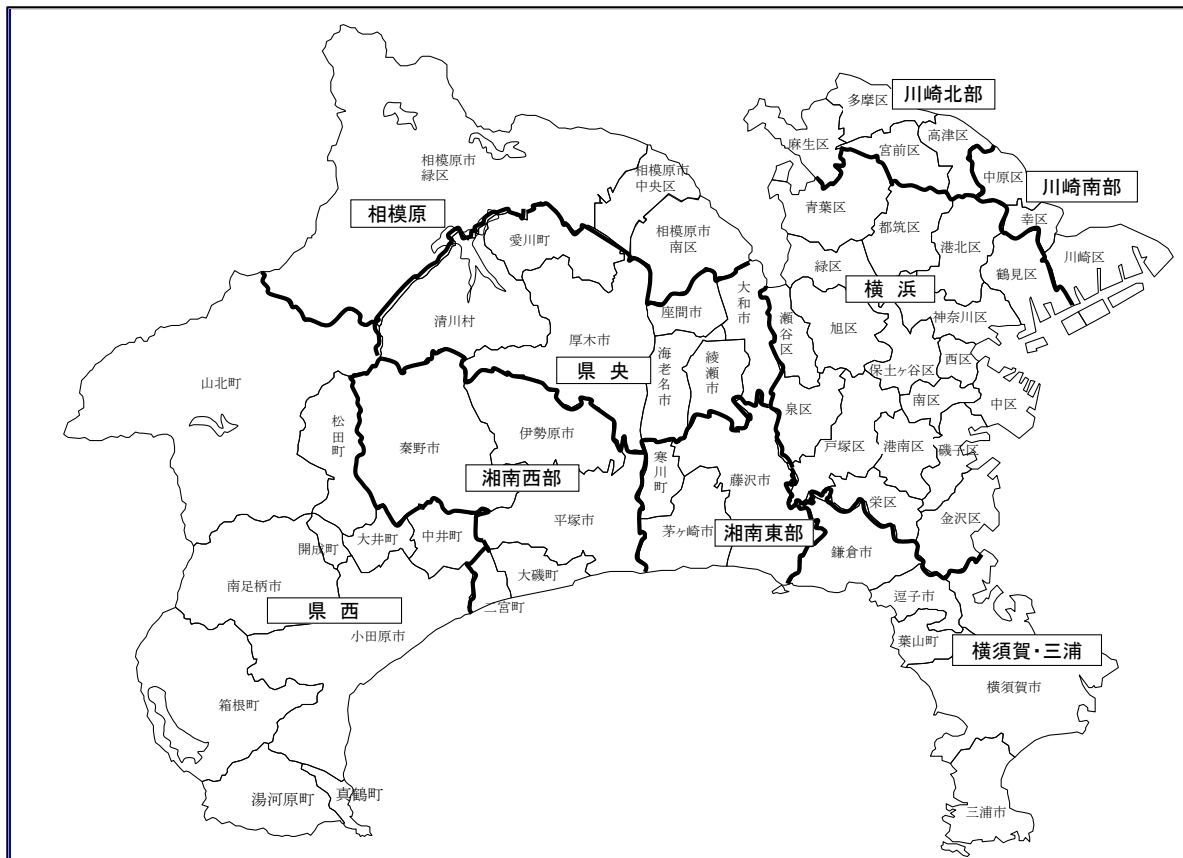 多摩区
川崎北部
麻生区
宮前区
高津区
中原区
川崎南部
相模原市
緑区
相模原市
中央区
相模原
愛川町
相模原市
南区
青葉区
都筑区
幸区
港北区
川崎区
鶴見区
緑区
横 浜
大和市
座間市
清川村
厚木市
瀬谷区
旭区
神奈川区
海老名市
綾瀬市
県 央
保土ヶ谷区
西区
山北町
松田町
南区
中区
泉区
秦野市
伊勢原市
戸塚区
港南区
磯子区
湘南西部
寒川町
藤沢市
栄区
金沢区
平塚市
茅ヶ崎市
湘南東部
開成町
大井町
中井町
鎌倉市
南足柄市
大磯町
二宮町
逗子市
県 西
小田原市
葉山町
横須賀・三浦
横須賀市
箱根町
湯河原町
真鶴町
三浦市